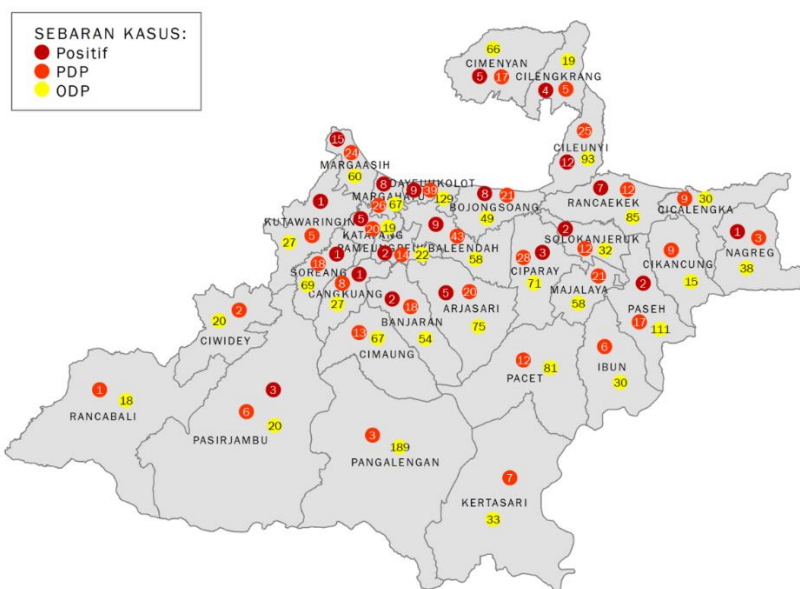 SEBARAN KASUS:
Positif
PDP
ODP
66
CIMENYAN
5 17
19
CILENGKRANG
4 5
25
CILEUNYI
12 93
15
24
MARGAASIH
60
8
MARGAHAYU
26 67
9 39
DAYEUHKOLOT
129
8 21
BOJONGSOANG
49
7 12
RANCAEKEK
85
9 30
CICALENGKA
1
KUTAWARINGIN
5
27
5
20 19
KATAPANG
9
43
BALEENDAH
58
PAMEUNGPEUK
2 14 22
2
SOLOKANJERUK
12 32
28 3
CIPARAY
71
9
CIKANCUNG
15
1 3
NAGREG
38
1
18
SOREANG
69
1
8
CANGKUANG
27
21
MAJALAYA
58
2
PASEH
17 111
2 18
BANJARAN
54
5 20
ARJASARI
75
2
20
CIWIDEY
13 67
CIMAUNG
12 81
PACET
6
IBUN
30
1
18
RANCABALI
3
6
20
PASIRJAMBU
3
189
PANGALENGAN
7
KERTASARI
33